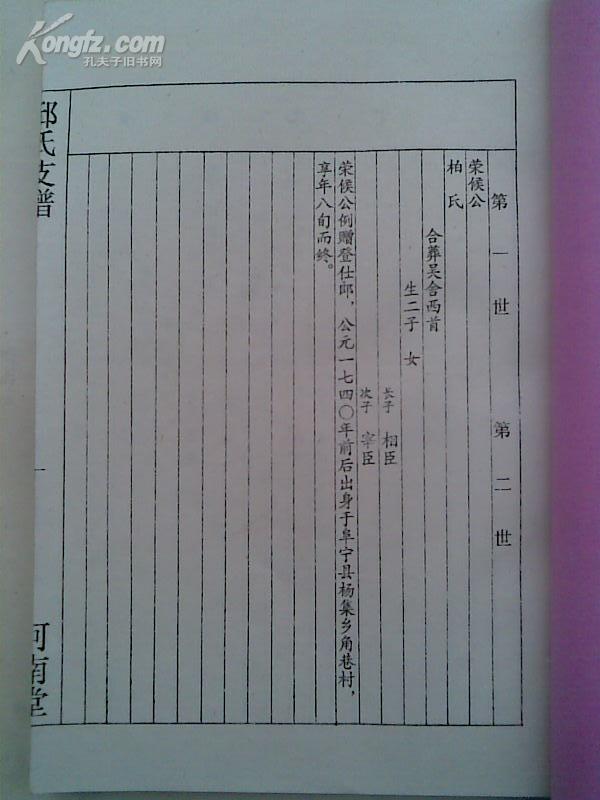 Kongfz.com
孔夫子旧书网
第一世 第二世
荣候公
柏氏
合葬吴舍西首
生二子 女
长子 相臣
次子 宰臣
荣候公例赠登仕郎，公元一七四〇年前后出身于阜宁县杨集乡角巷村，
享年八旬而终。
邱氏支谱
一
河南堂